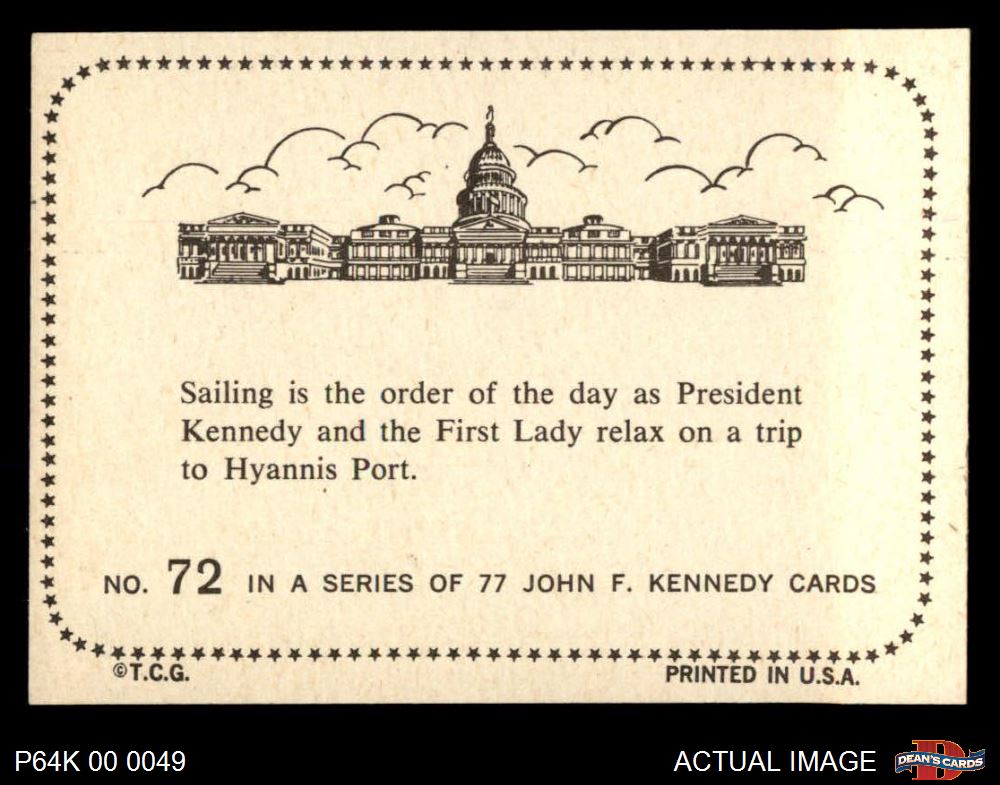 Sailing is the order of the day as President
Kennedy and the First Lady relax on a trip
to Hyannis Port.
NO. 72 IN A SERIES OF 77 JOHN F. KENNEDY CARDS
©T.C.G. PRINTED IN U.S.A.
P64K 00 0049 ACTUAL IMAGE D DEAN'S CARDS